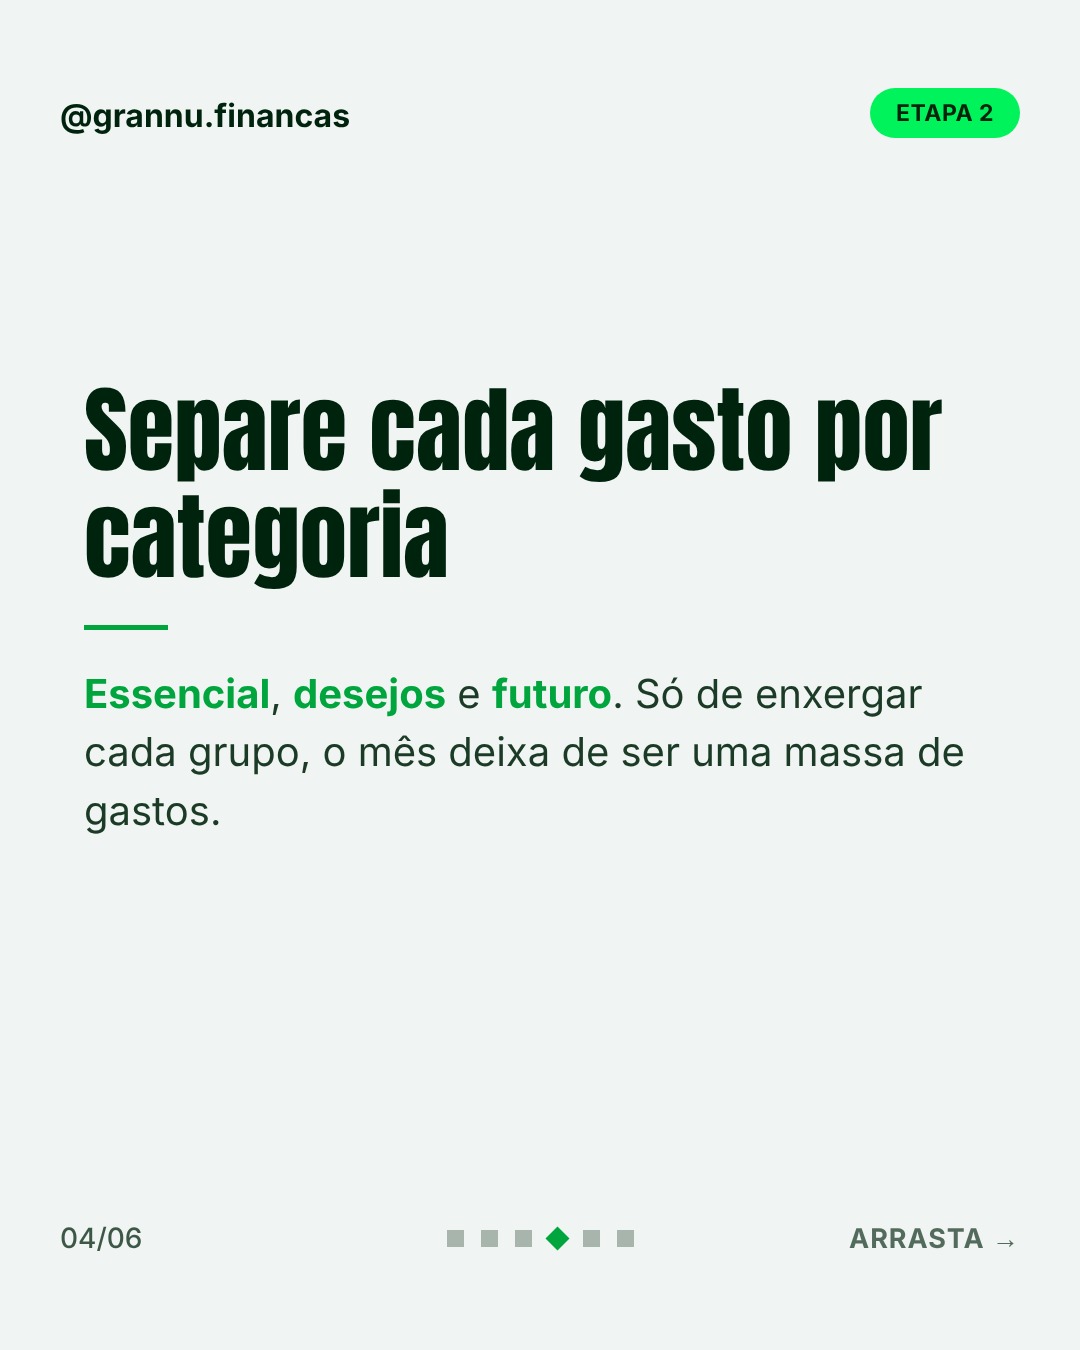 @grannu.financas
ETAPA 2
Separe cada gasto por
categoria
Essencial, desejos e futuro. Só de enxergar
cada grupo, o mês deixa de ser uma massa de
gastos.
04/06
ARRASTA →